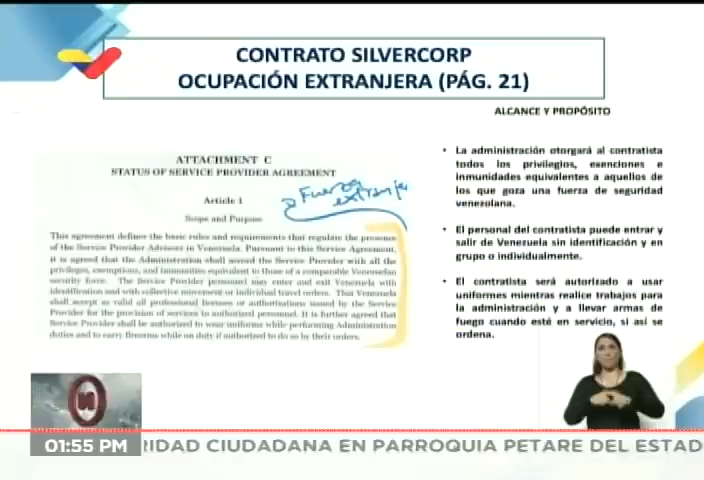 CONTRATO SILVERCORP
OCUPACIÓN EXTRANJERA (PÁG. 21)
ALCANCE Y PROPÓSITO
ATTACHMENT C
STATUS OF SERVICE PROVIDER AGREEMENT
Fuerza
extranjera
Article 1
Scope and Purpose
This agreement defines the basic rules and requirements that regulate the presence
of the Service Provider Advisors in Venezuela. Pursuant to this Service Agreement,
it is agreed that the Administration shall accord the Service Provider with all the
privileges, exemptions, and immunities equivalent to those of a comparable Venezuelan
security force. The Service Provider personnel may enter and exit Venezuela with
identification and with collective movement or individual travel orders. That Venezuela
shall accept as valid all professional licenses or authorizations issued by the Service
Provider for the provision of services to authorized personnel. It is further agreed that
Service Provider shall be authorized to wear uniforms while performing Administration
duties and to carry firearms while on duty if authorized to do so by their orders.
• La administración otorgará al contratista
todos los privilegios, exenciones e
inmunidades equivalentes a aquellos de
los que goza una fuerza de seguridad
venezolana.
• El personal del contratista puede entrar y
salir de Venezuela sin identificación y en
grupo o individualmente.
• El contratista será autorizado a usar
uniformes mientras realice trabajos para
la administración y a llevar armas de
fuego cuando esté en servicio, si así se
ordena.
01:55 PM
RIDAD CIUDADANA EN PARROQUIA PETARE DEL ESTAD